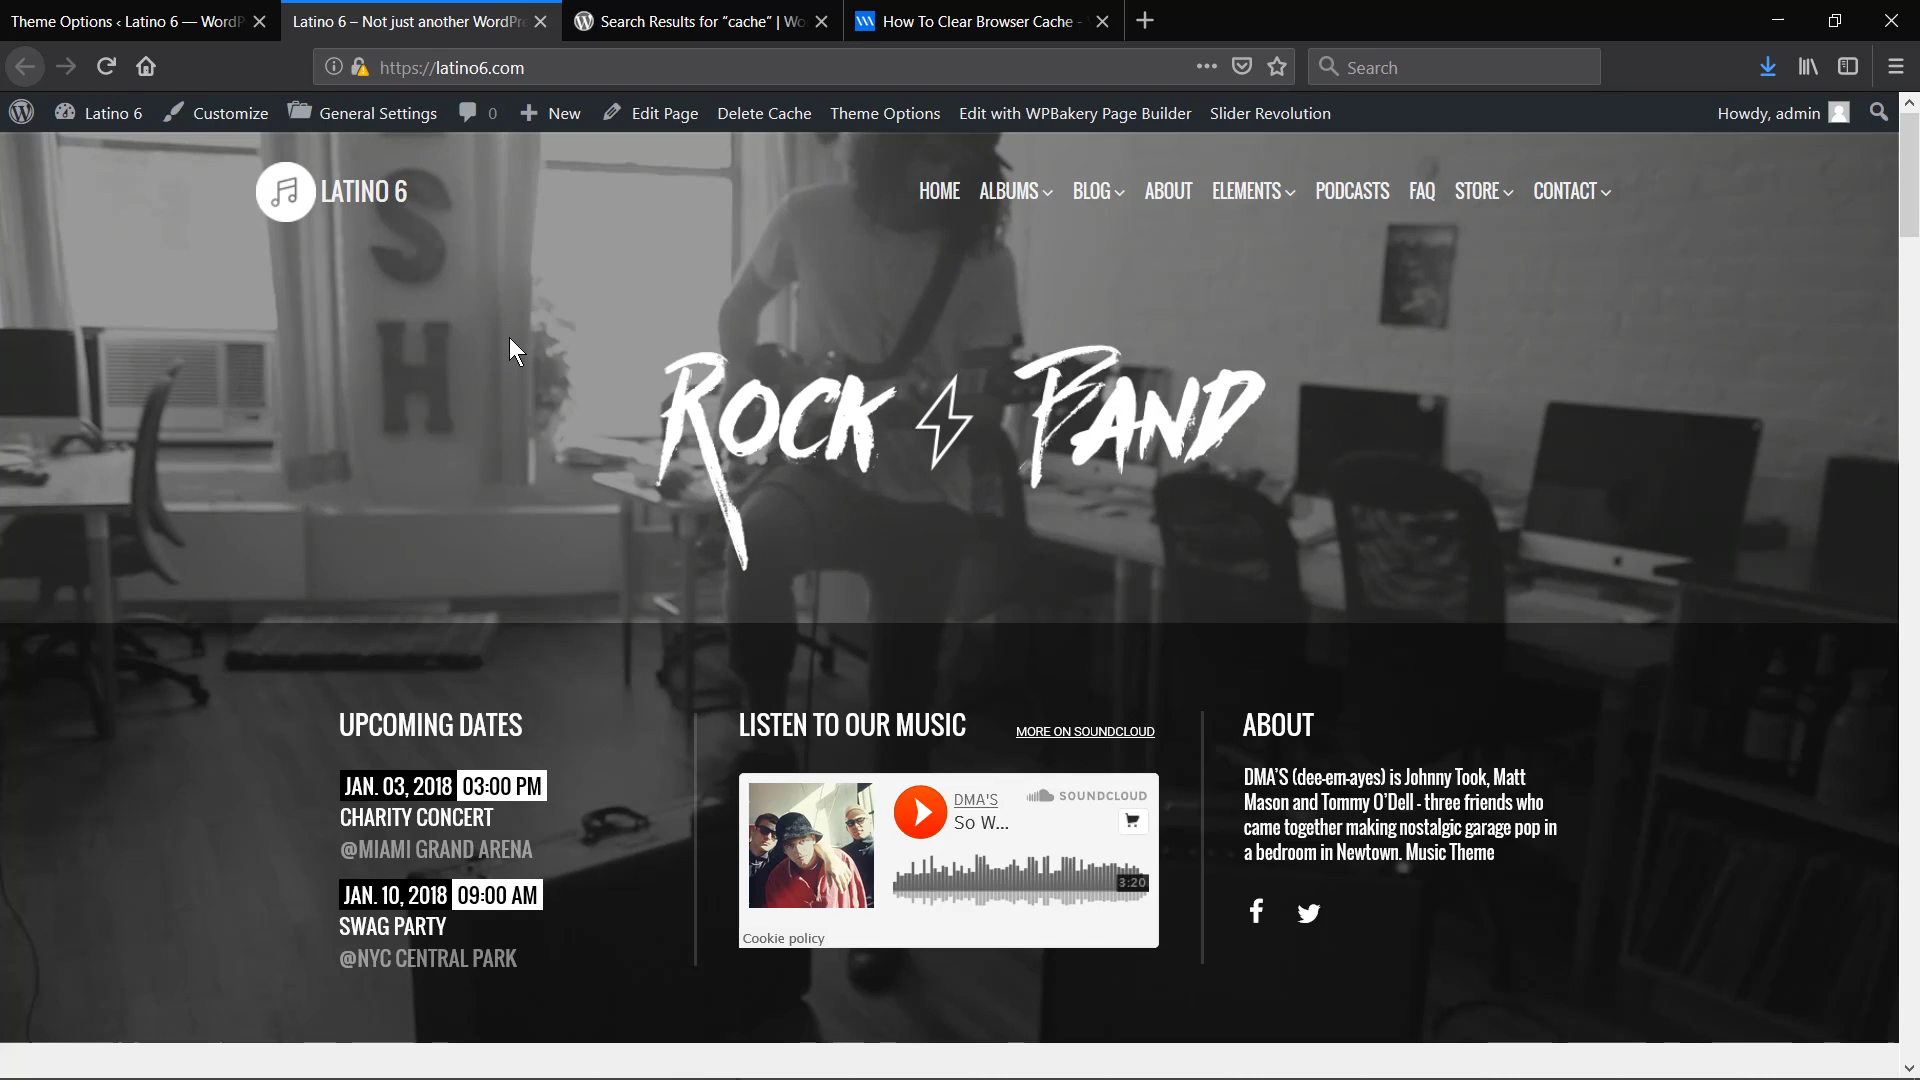 Theme Options ‹ Latino 6 — WordP
Latino 6 – Not just another WordPre
Search Results for “cache” | Wo
How To Clear Browser Cache -
https://latino6.com
Search
Latino 6
Customize
General Settings
0
New
Edit Page
Delete Cache
Theme Options
Edit with WPBakery Page Builder
Slider Revolution
Howdy, admin
LATINO 6
HOME
ALBUMS
BLOG
ABOUT
ELEMENTS
PODCASTS
FAQ
STORE
CONTACT
S
H
ROCK BAND
UPCOMING DATES
JAN. 03, 2018 03:00 PM
CHARITY CONCERT
@MIAMI GRAND ARENA
JAN. 10, 2018 09:00 AM
SWAG PARTY
@NYC CENTRAL PARK
LISTEN TO OUR MUSIC
MORE ON SOUNDCLOUD
DMA'S
SOUNDCLOUD
So W...
3:20
Cookie policy
ABOUT
DMA'S (dee-em-ayes) is Johnny Took, Matt
Mason and Tommy O'Dell - three friends who
came together making nostalgic garage pop in
a bedroom in Newtown. Music Theme